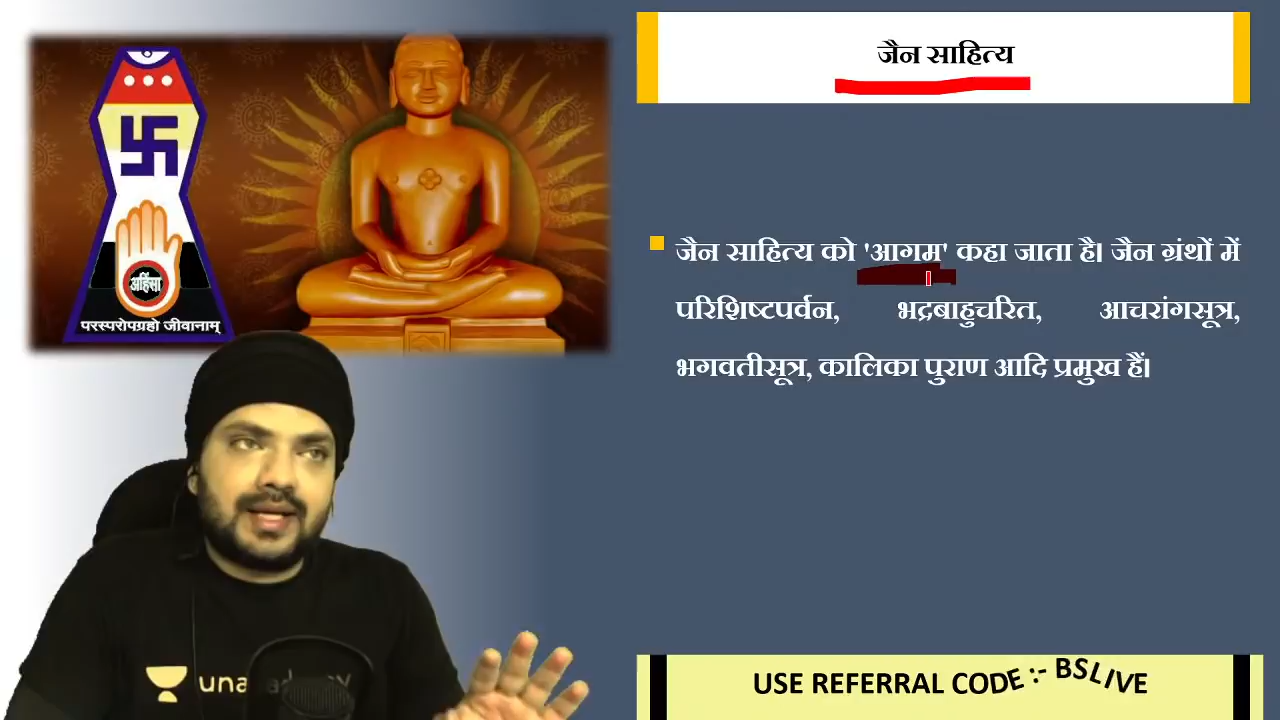 जैन साहित्य
जैन साहित्य को 'आगम' कहा जाता है। जैन ग्रंथों में
परिशिष्टपर्वन, भद्रबाहुचरित, आचरांगसूत्र,
भगवतीसूत्र, कालिका पुराण आदि प्रमुख हैं।
अहिंसा
परस्परोपग्रहो जीवानाम्
USE REFERRAL CODE :- BSLIVE